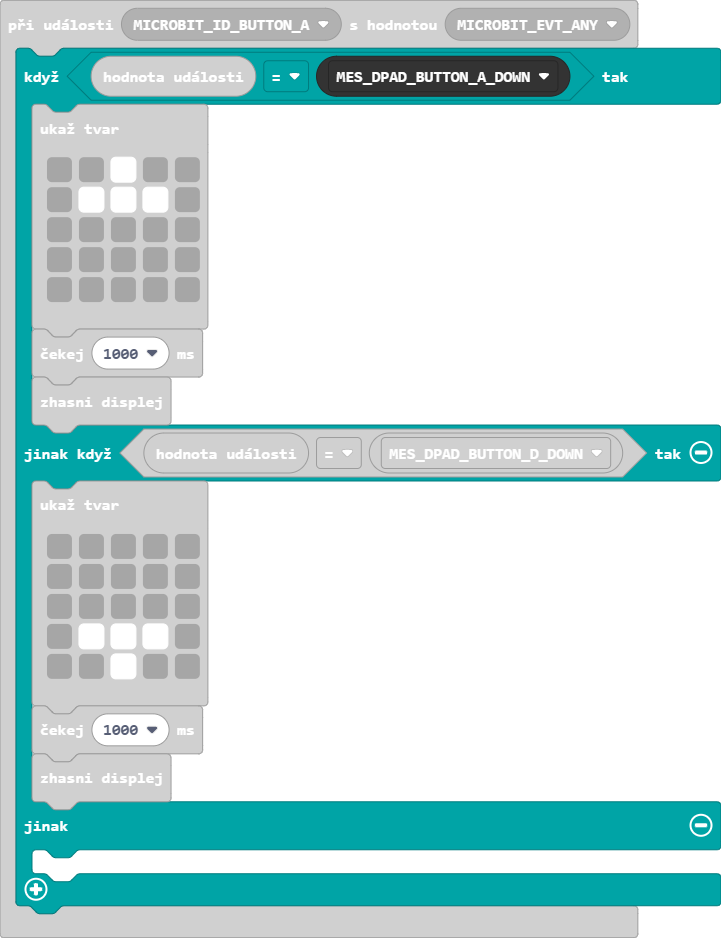 při události MICROBIT_ID_BUTTON_A s hodnotou MICROBIT_EVT_ANY
když hodnota události = MES_DPAD_BUTTON_A_DOWN tak
ukaž tvar
čekej 1000 ms
zhasni displej
jinak když hodnota události = MES_DPAD_BUTTON_D_DOWN tak
ukaž tvar
čekej 1000 ms
zhasni displej
jinak